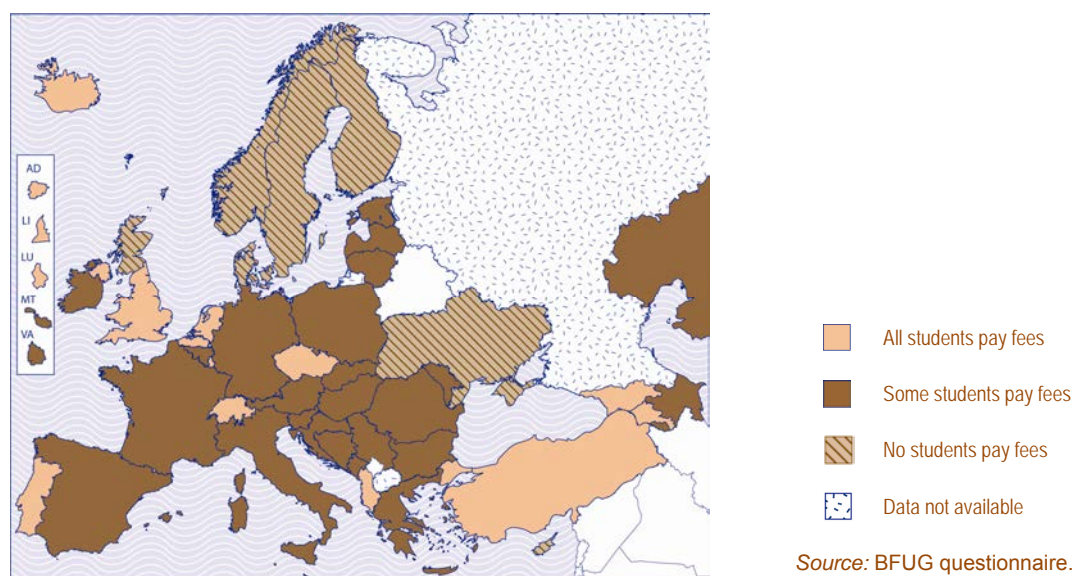 AD
LI
LU
MT
VA
All students pay fees
Some students pay fees
No students pay fees
Data not available
Source: BFUG questionnaire.